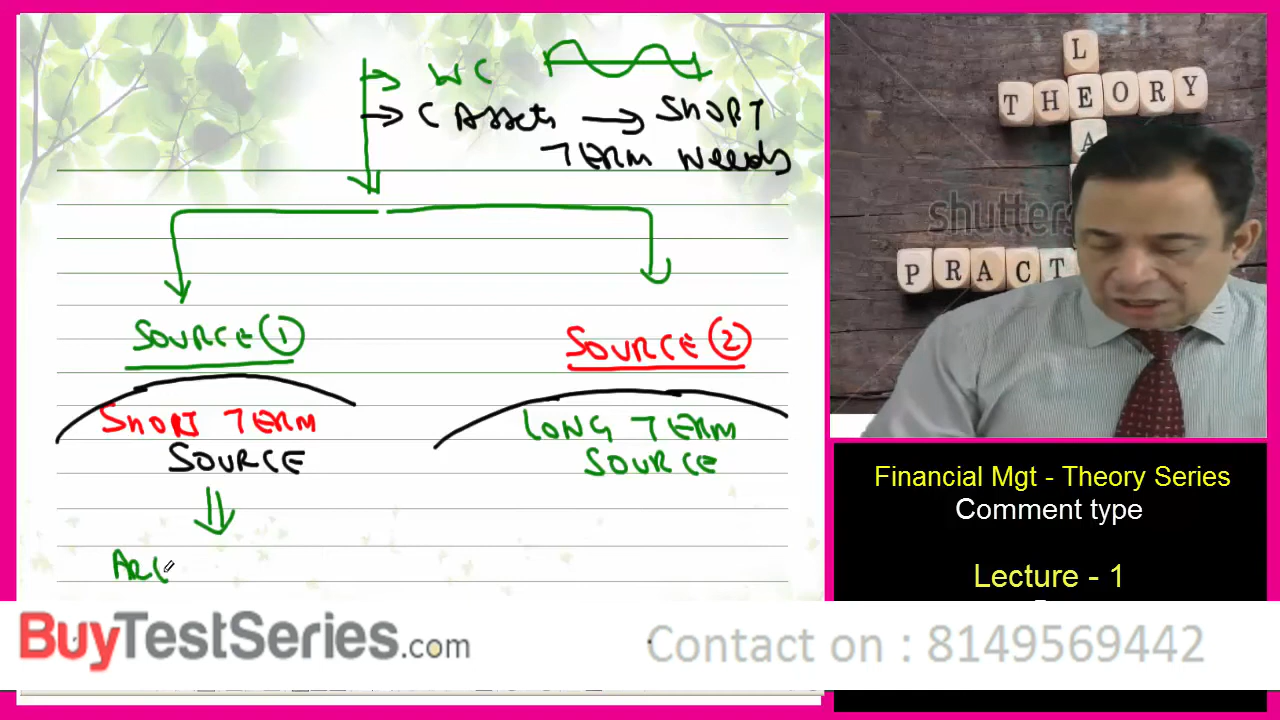 WC
C Assets → SHORT
TERM Needs
SOURCE ①
SOURCE ②
SHORT TERM
SOURCE
LONG TERM
SOURCE
L
THEORY
A
shutters
PRACT
Financial Mgt - Theory Series
Comment type
Lecture - 1
BuyTestSeries.com
Contact on : 8149569442